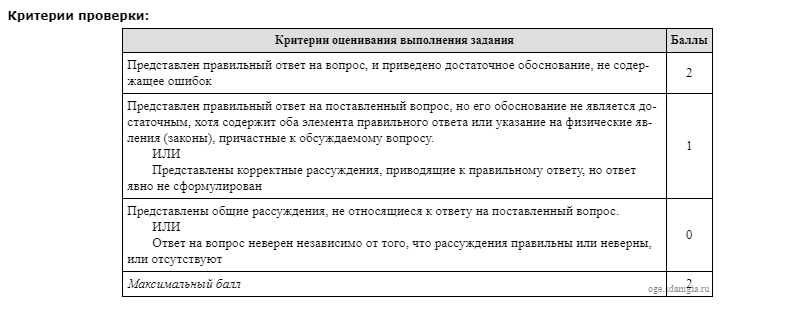 Критерии проверки:
Критерии оценивания выполнения задания Баллы
Представлен правильный ответ на вопрос, и приведено достаточное обоснование, не содер-
жащее ошибок
2
Представлен правильный ответ на поставленный вопрос, но его обоснование не является до-
статочным, хотя содержит оба элемента правильного ответа или указание на физические яв-
ления (законы), причастные к обсуждаемому вопросу.
ИЛИ
Представлены корректные рассуждения, приводящие к правильному ответу, но ответ
явно не сформулирован
1
Представлены общие рассуждения, не относящиеся к ответу на поставленный вопрос.
ИЛИ
Ответ на вопрос неверен независимо от того, что рассуждения правильны или неверны,
или отсутствуют
0
Максимальный балл 2
oge.sdamgia.ru